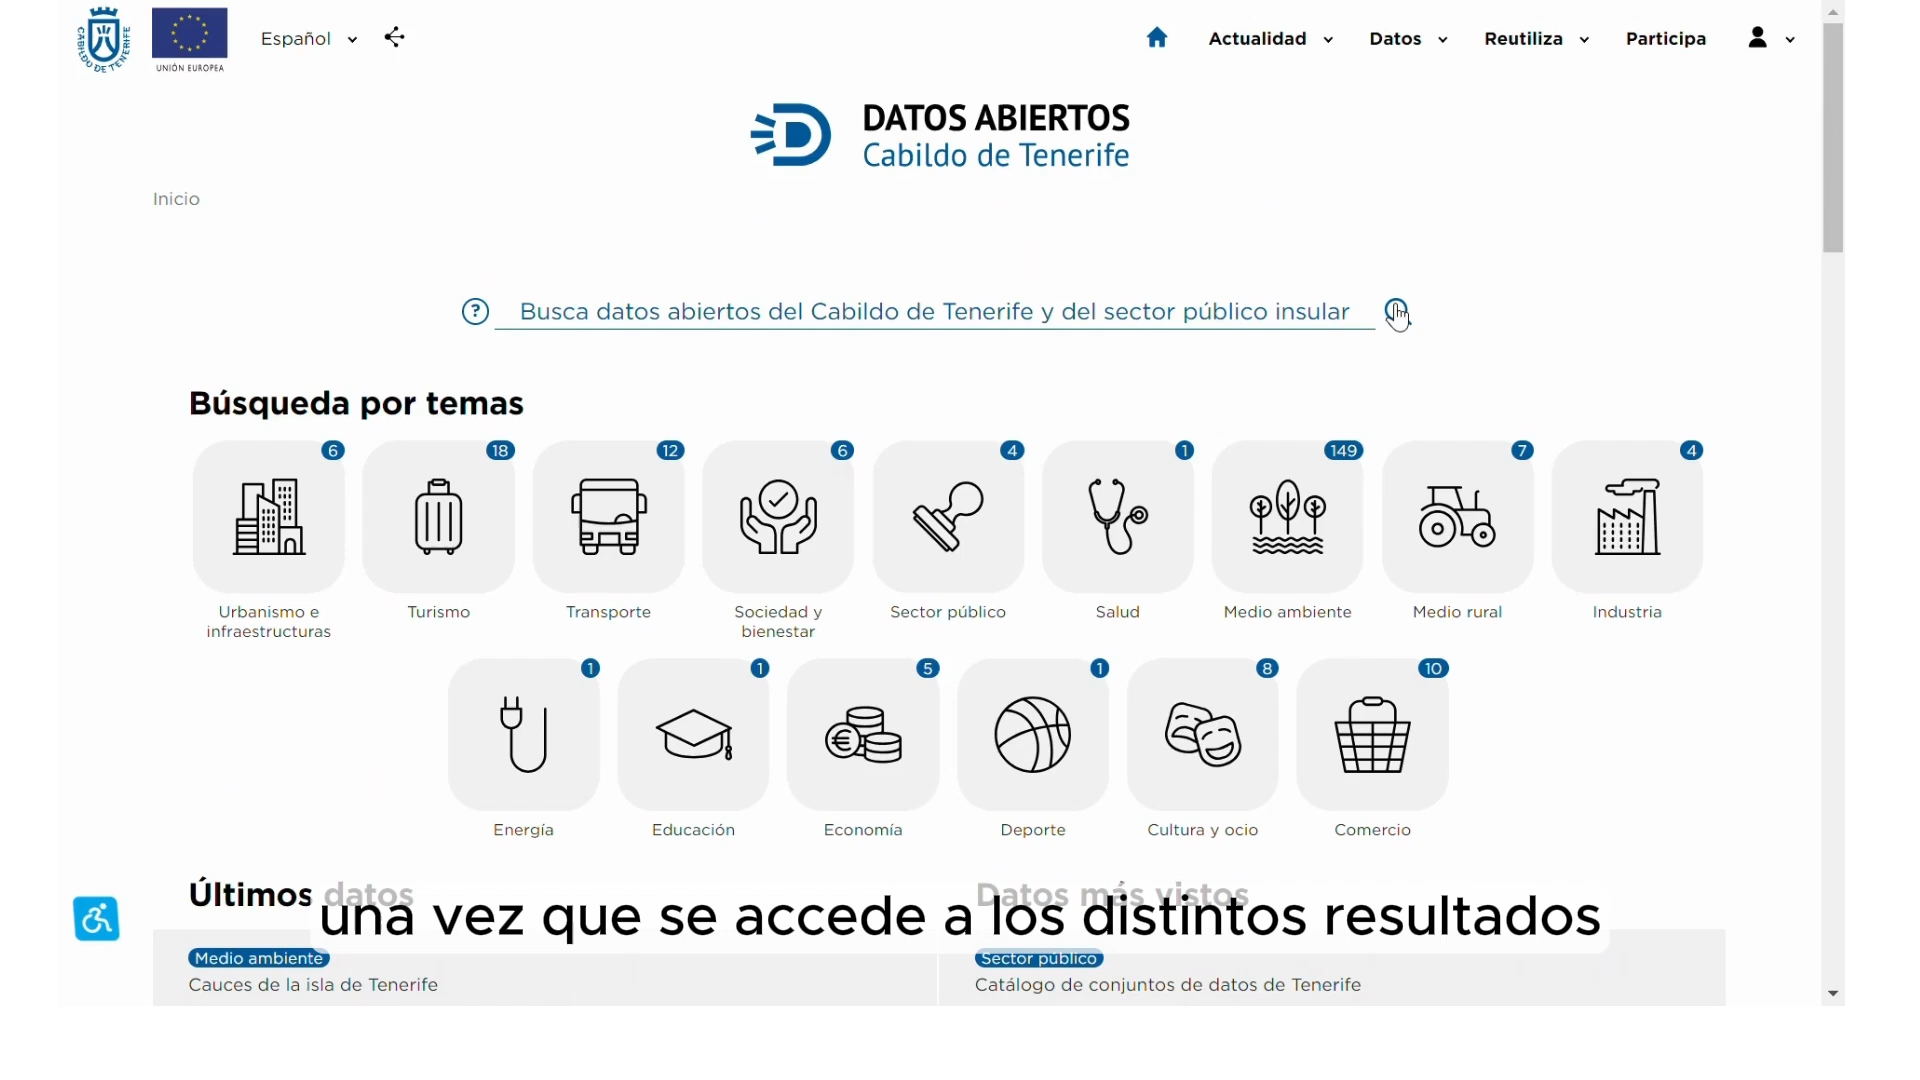 CABILDO DE TENERIFE
UNIÓN EUROPEA
Español
Actualidad
Datos
Reutiliza
Participa
DATOS ABIERTOS
Cabildo de Tenerife
Inicio
?
Busca datos abiertos del Cabildo de Tenerife y del sector público insular
Búsqueda por temas
6
18
12
6
4
1
149
7
4
Urbanismo e
infraestructuras
Turismo
Transporte
Sociedad y
bienestar
Sector público
Salud
Medio ambiente
Medio rural
Industria
1
1
5
1
8
10
Energía
Educación
Economía
Deporte
Cultura y ocio
Comercio
Últimos datos
Datos más vistos
una vez que se accede a los distintos resultados
Medio ambiente
Cauces de la isla de Tenerife
Sector público
Catálogo de conjuntos de datos de Tenerife